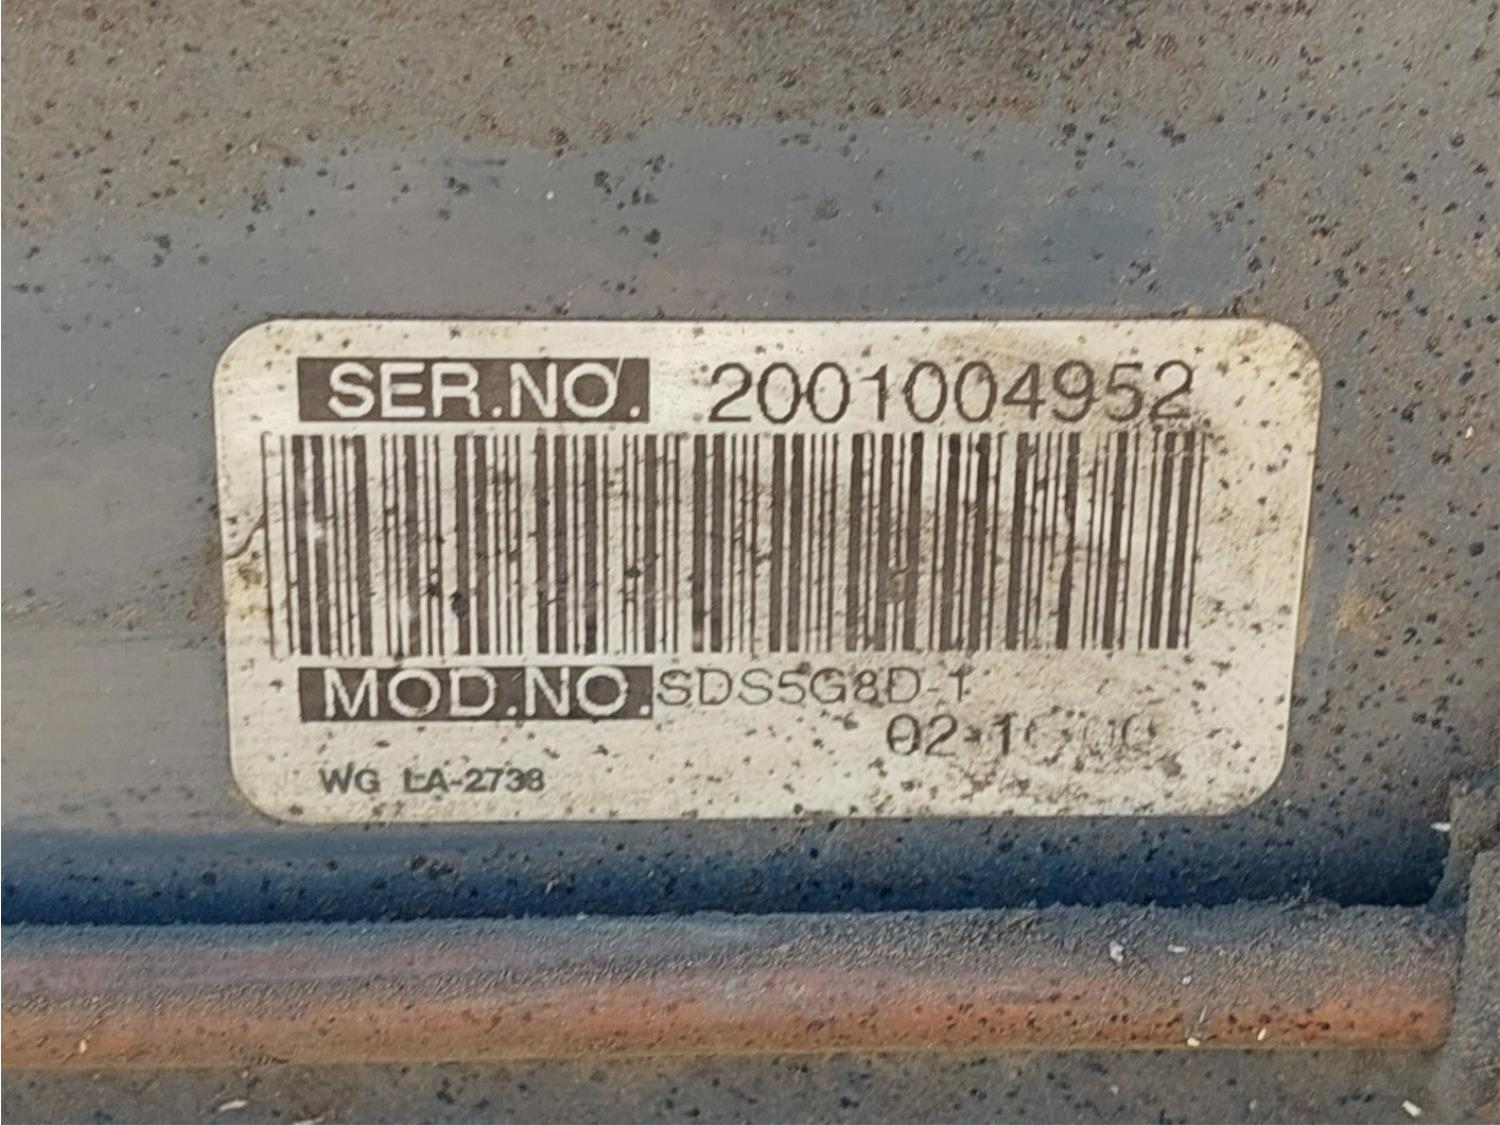 SER.NO. 2001004952
MOD.NO. SDS5G8D-1
WG LA-2738